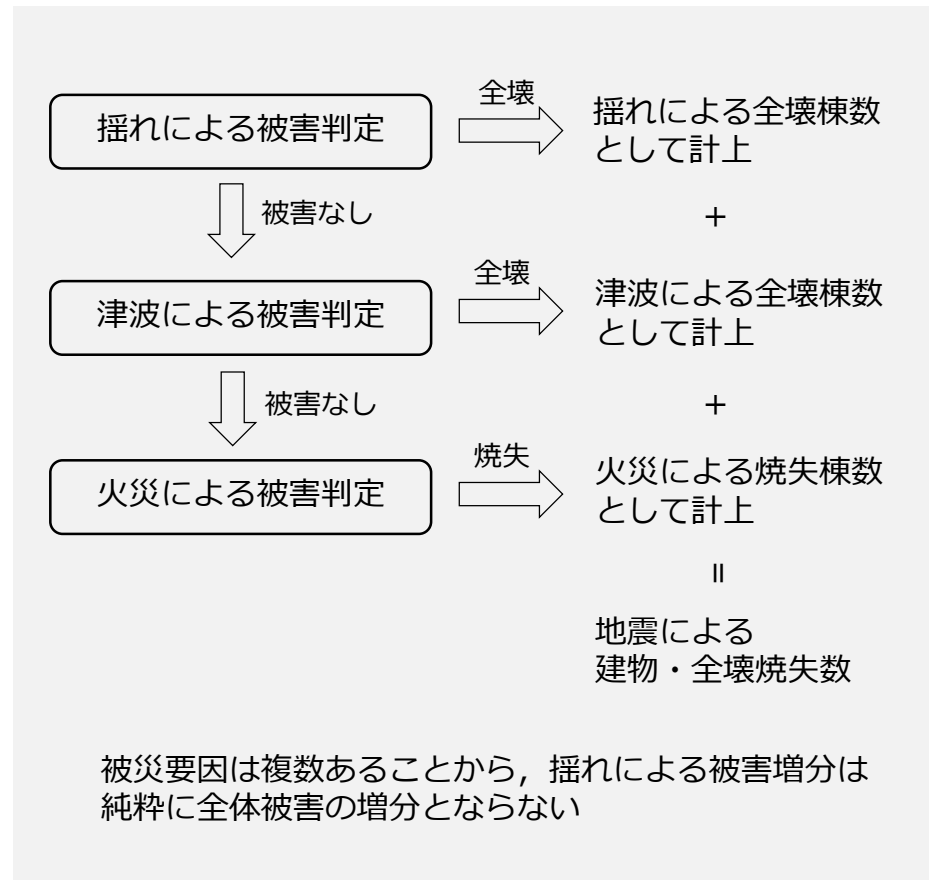 全壊
揺れによる被害判定
揺れによる全壊棟数
として計上
被害なし
＋
全壊
津波による被害判定
津波による全壊棟数
として計上
被害なし
＋
焼失
火災による被害判定
火災による焼失棟数
として計上
＝
地震による
建物・全壊焼失数
被災要因は複数あることから，揺れによる被害増分は
純粋に全体被害の増分とならない